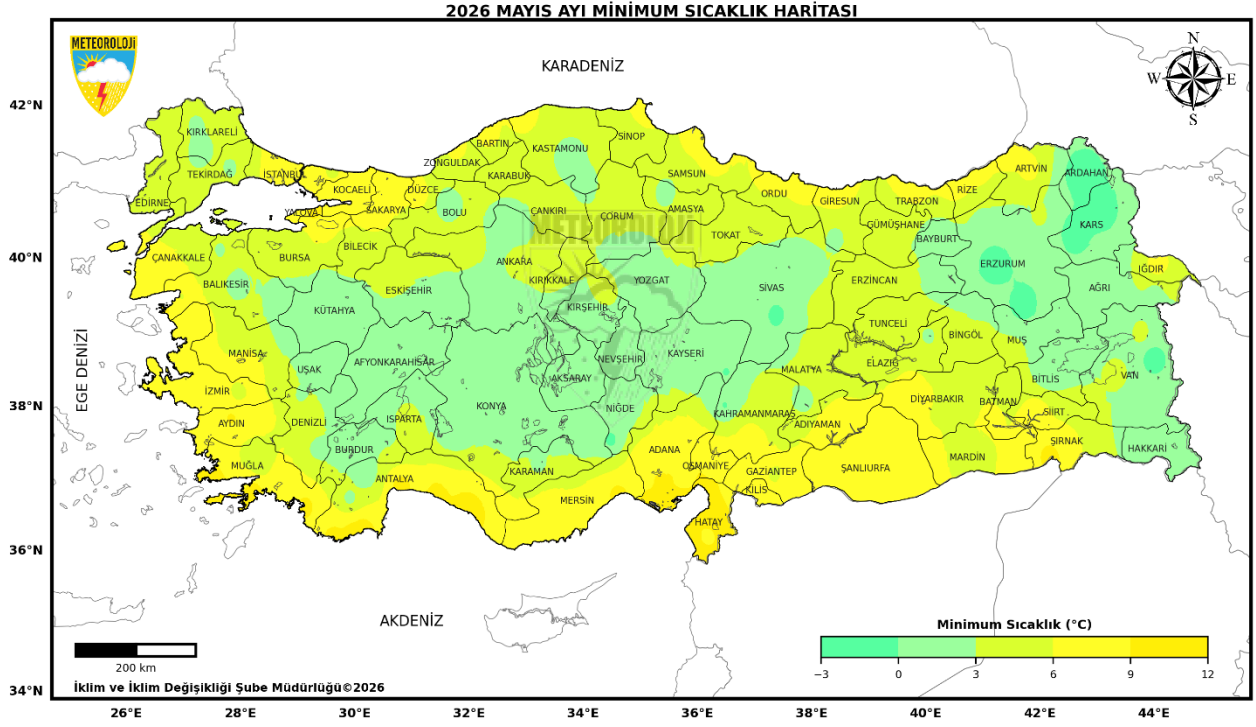 2026 MAYIS AYI MİNİMUM SICAKLIK HARİTASI
METEOROLOJİ
KARADENİZ
N
W E
S
42°N
40°N
38°N
36°N
34°N
EGE DENİZİ
KIRKLARELİ
TEKİRDAĞ
EDİRNE
İSTANBUL
KOCAELİ
YALOVA
SAKARYA
DÜZCE
ZONGULDAK
BARTIN
KARABÜK
KASTAMONU
SİNOP
SAMSUN
ORDU
GİRESUN
TRABZON
RİZE
ARTVİN
ARDAHAN
KARS
BOLU
ÇANKIRI
ÇORUM
AMASYA
TOKAT
GÜMÜŞHANE
BAYBURT
ERZURUM
IĞDIR
AĞRI
ÇANAKKALE
BALIKESİR
BURSA
BİLECİK
ESKİŞEHİR
ANKARA
KIRIKKALE
YOZGAT
SİVAS
ERZİNCAN
METEOROLOJİ
KÜTAHYA
KIRŞEHİR
TUNCELİ
BİNGÖL
MUŞ
MANİSA
UŞAK
AFYONKARAHİSAR
NEVŞEHİR
KAYSERİ
MALATYA
ELAZIĞ
BİTLİS
VAN
İZMİR
AKSARAY
KONYA
NİĞDE
KAHRAMANMARAŞ
ADIYAMAN
DİYARBAKIR
BATMAN
SİİRT
AYDIN
DENİZLİ
ISPARTA
BURDUR
ADANA
OSMANİYE
ŞIRNAK
HAKKARİ
MUĞLA
ANTALYA
KARAMAN
MERSİN
GAZİANTEP
KİLİS
ŞANLIURFA
MARDİN
HATAY
AKDENİZ
200 km
İklim ve İklim Değişikliği Şube Müdürlüğü©2026
Minimum Sıcaklık (°C)
−3 0 3 6 9 12
26°E 28°E 30°E 32°E 34°E 36°E 38°E 40°E 42°E 44°E